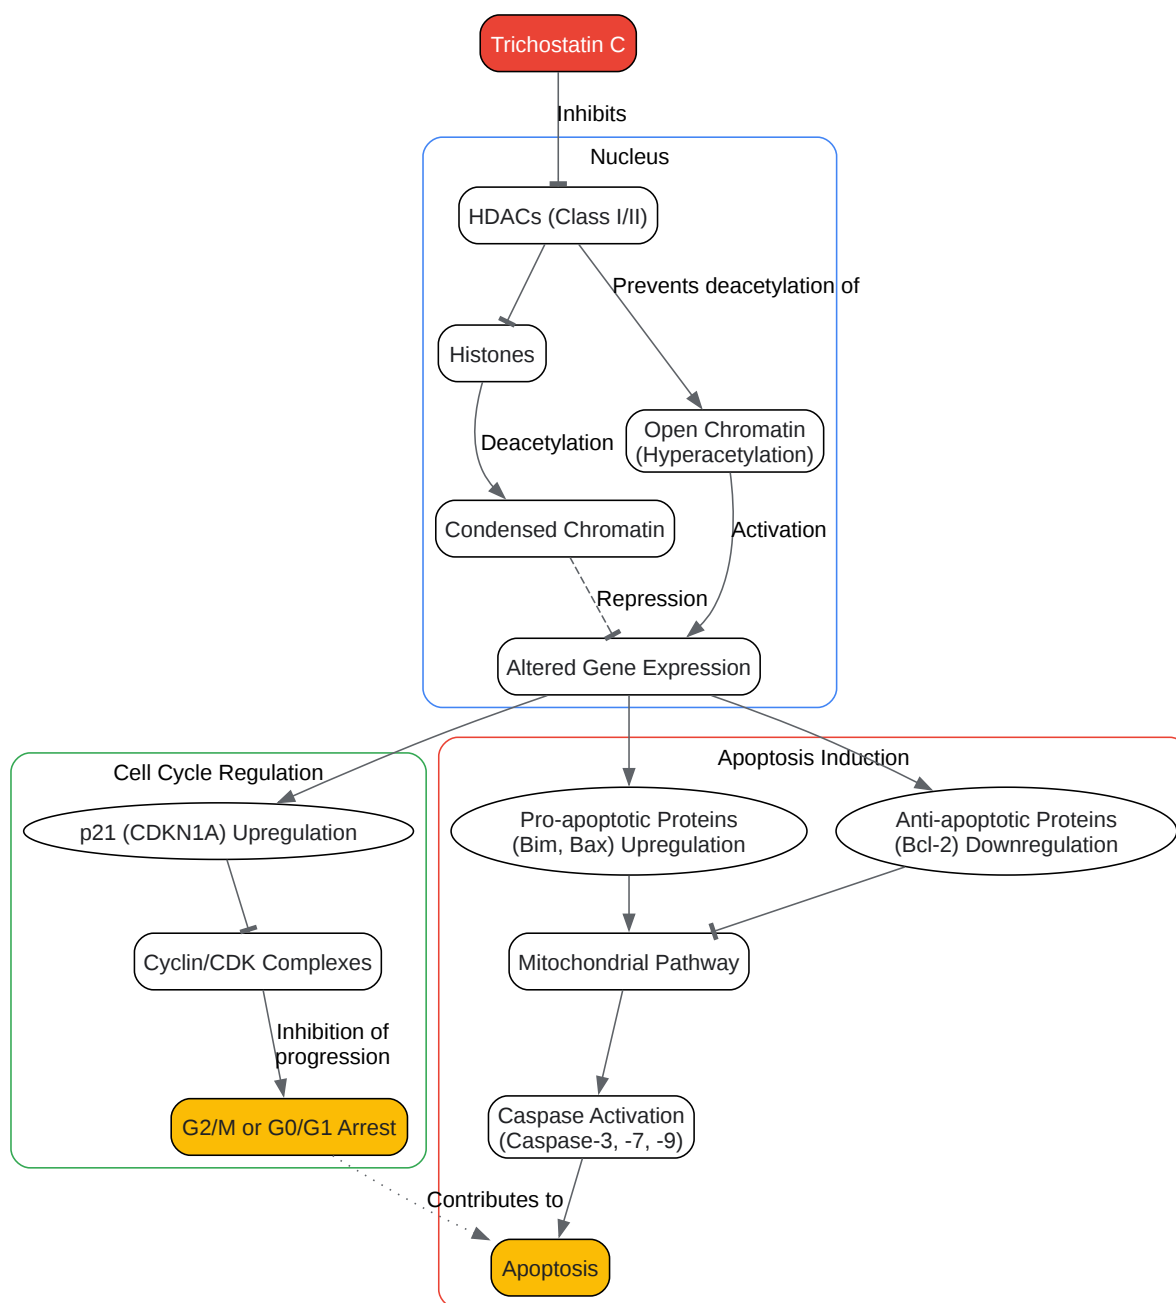 Trichostatin C
Inhibits
Nucleus
HDACs (Class I/II)
Prevents deacetylation of
Histones
Open Chromatin
(Hyperacetylation)
Deacetylation
Condensed Chromatin
Activation
Repression
Altered Gene Expression
Cell Cycle Regulation
p21 (CDKN1A) Upregulation
Cyclin/CDK Complexes
Inhibition of
progression
G2/M or G0/G1 Arrest
Apoptosis Induction
Pro-apoptotic Proteins
(Bim, Bax) Upregulation
Anti-apoptotic Proteins
(Bcl-2) Downregulation
Mitochondrial Pathway
Caspase Activation
(Caspase-3, -7, -9)
Contributes to
Apoptosis